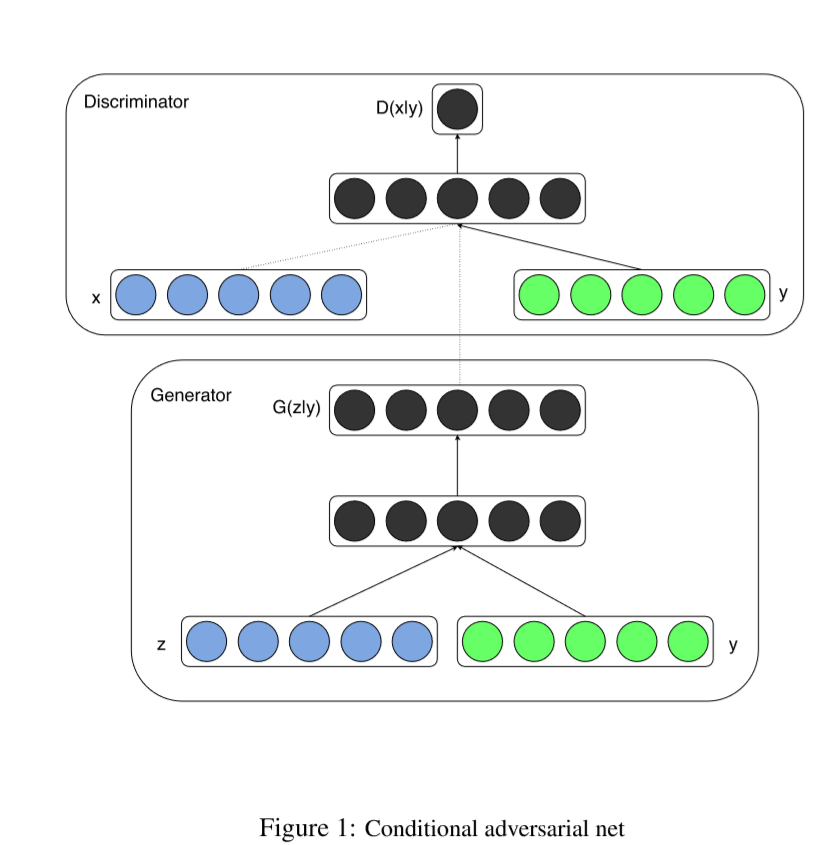 Discriminator
D(x|y)
x
y
Generator
G(z|y)
z
y
Figure 1: Conditional adversarial net